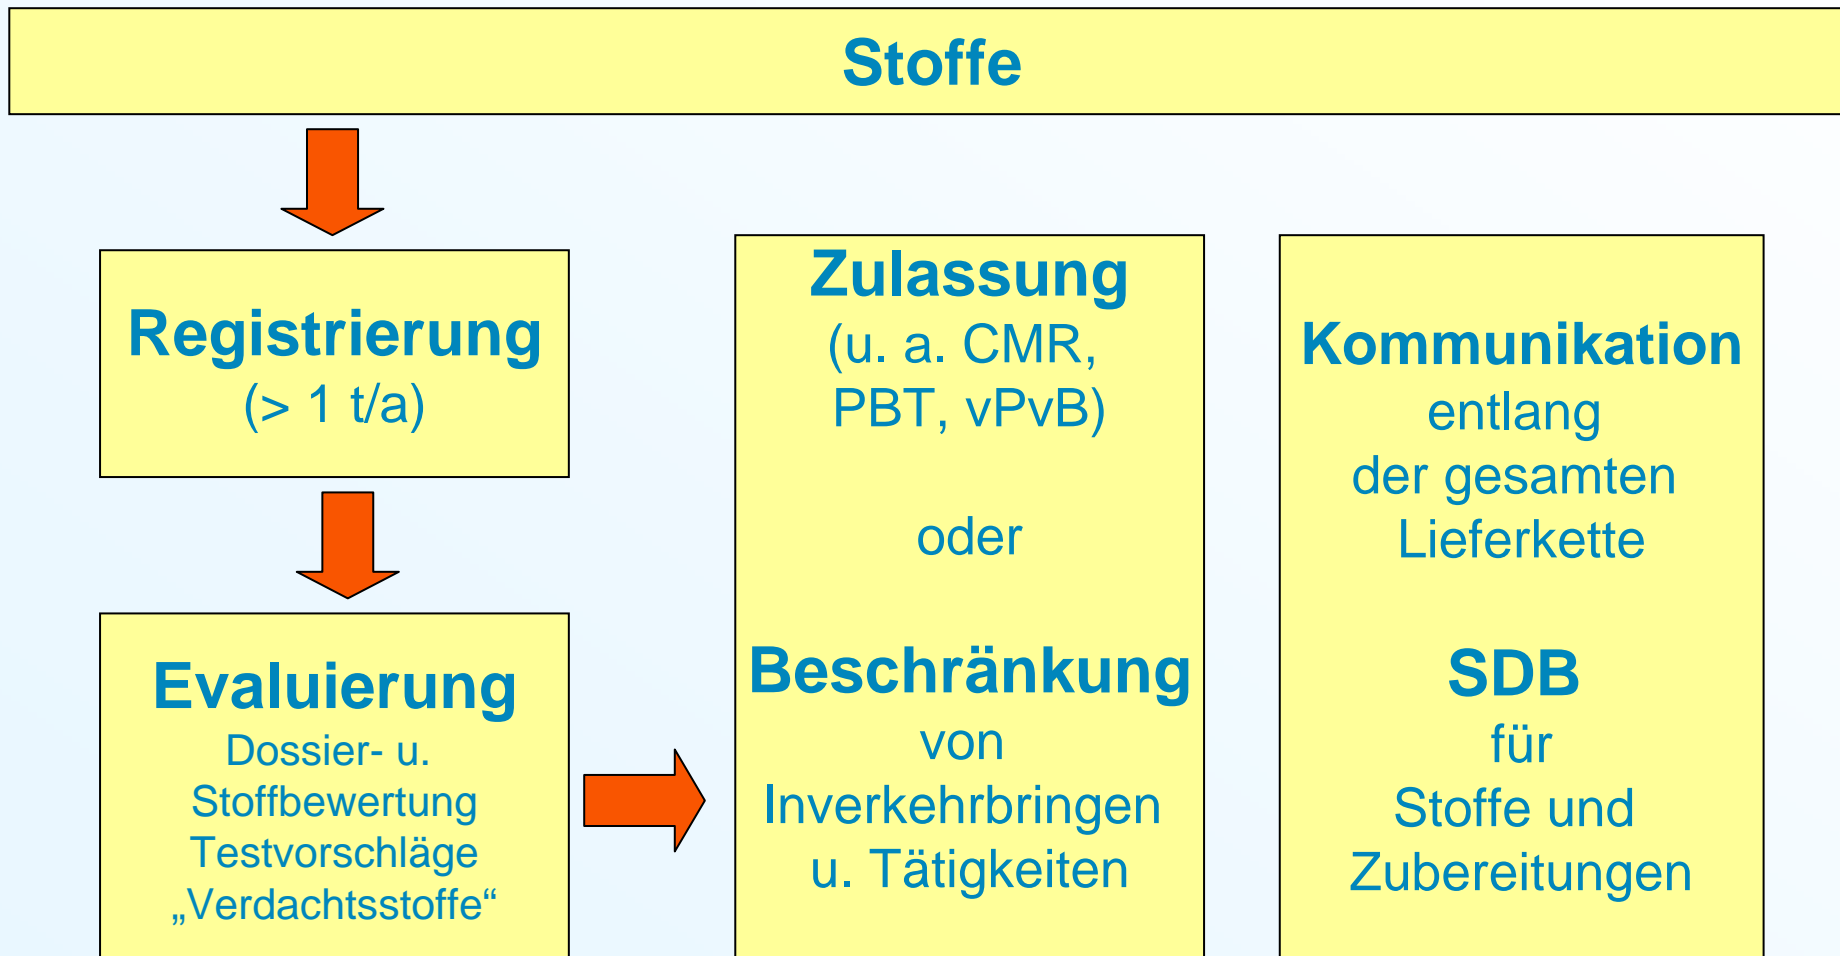 Stoffe
Registrierung
(> 1 t/a)
Evaluierung
Dossier- u.
Stoffbewertung
Testvorschläge
„Verdachtsstoffe“
Zulassung
(u. a. CMR,
PBT, vPvB)
oder
Beschränkung
von
Inverkehrbringen
u. Tätigkeiten
Kommunikation
entlang
der gesamten
Lieferkette
SDB
für
Stoffe und
Zubereitungen